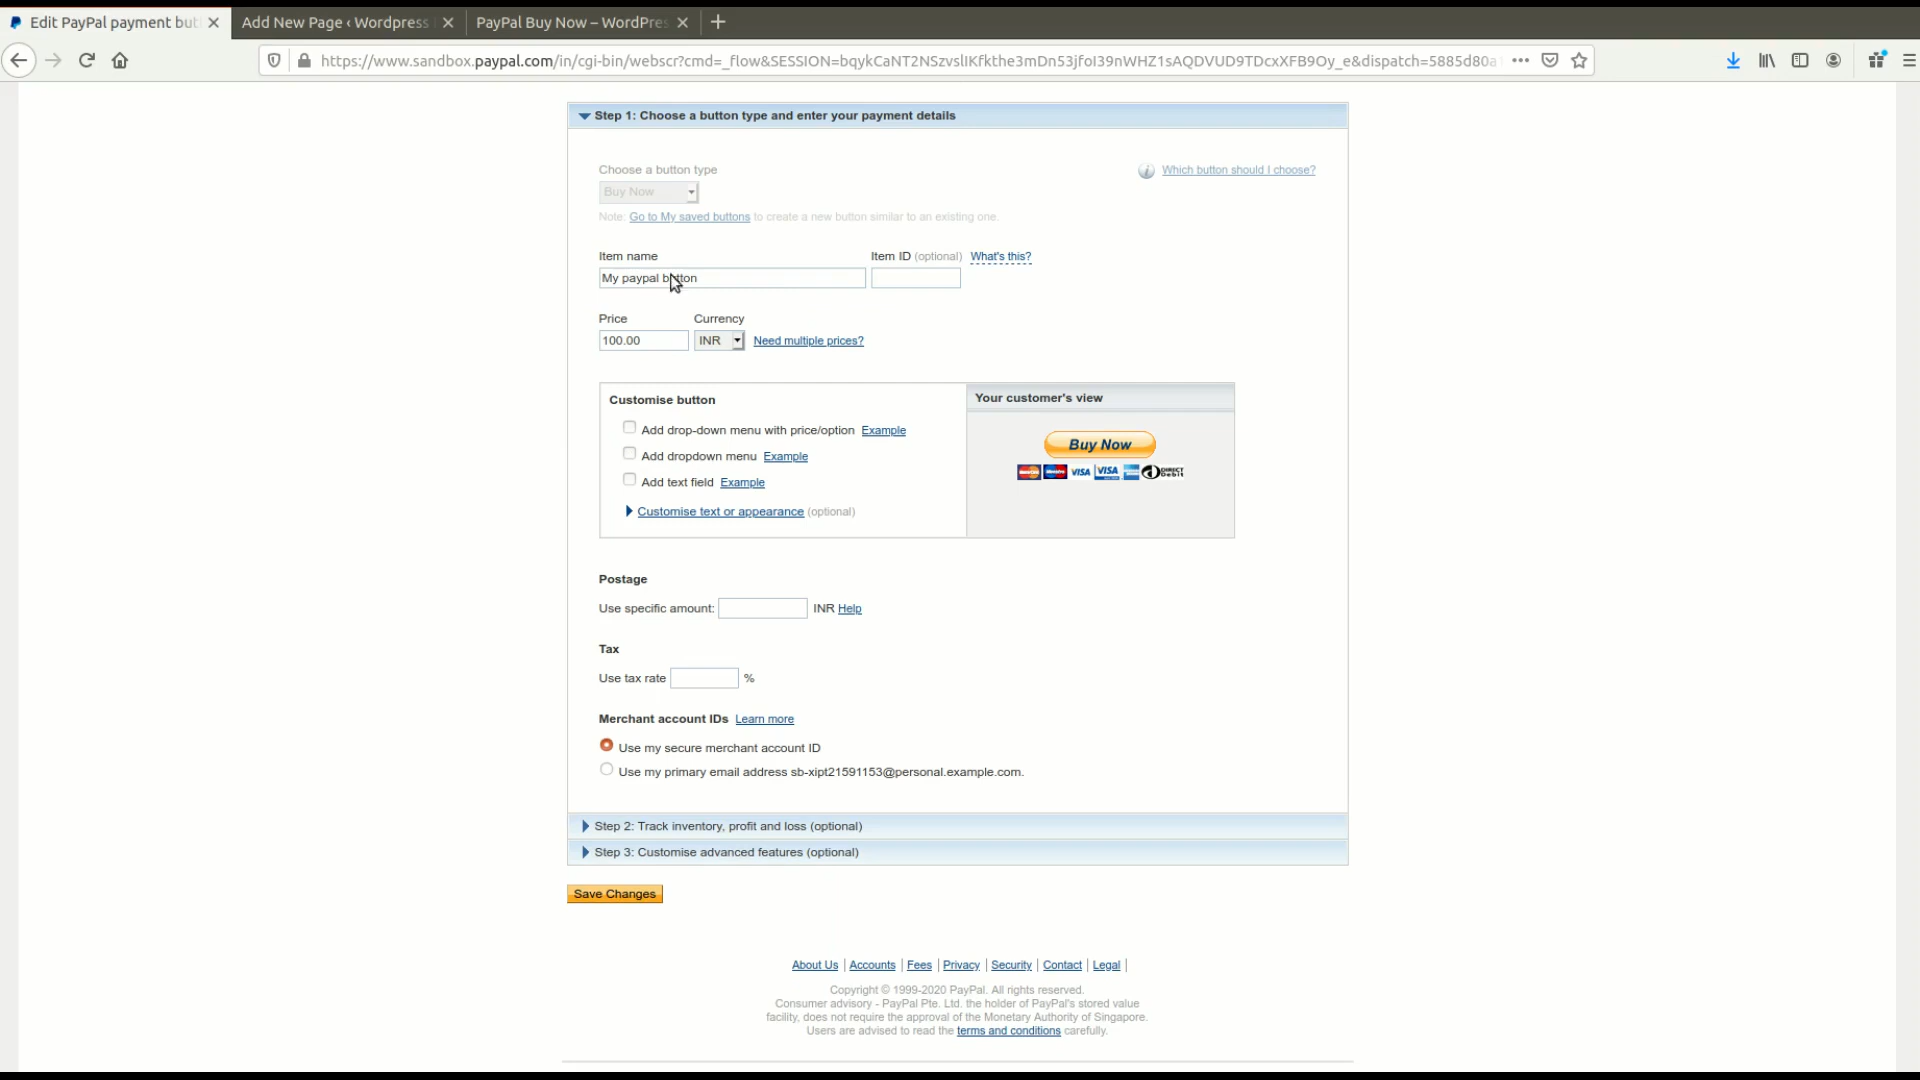 Edit PayPal payment but
Add New Page ‹ Wordpress
PayPal Buy Now – WordPres
https://www.sandbox.paypal.com/in/cgi-bin/webscr?cmd=_flow&SESSION=
Step 1: Choose a button type and enter your payment details
Choose a button type
Which button should I choose?
Buy Now
Note: Go to My saved buttons to create a new button similar to an existing one.
Item name
Item ID (optional) What's this?
My paypal button
Price
Currency
100.00
INR
Need multiple prices?
Customise button
Your customer's view
Add drop-down menu with price/option Example
Buy Now
Add dropdown menu Example
VISA
VISA
DIRECT
Debit
Add text field Example
Customise text or appearance (optional)
Postage
Use specific amount:
INR Help
Tax
Use tax rate
%
Merchant account IDs Learn more
Use my secure merchant account ID
Use my primary email address sb-xipt21591153@personal.example.com.
Step 2: Track inventory, profit and loss (optional)
Step 3: Customise advanced features (optional)
Save Changes
About Us | Accounts | Fees | Privacy | Security | Contact | Legal |
Copyright © 1999-2020 PayPal. All rights reserved.
Consumer advisory - PayPal Pte. Ltd. the holder of PayPal's stored value
facility, does not require the approval of the Monetary Authority of Singapore.
Users are advised to read the terms and conditions carefully.